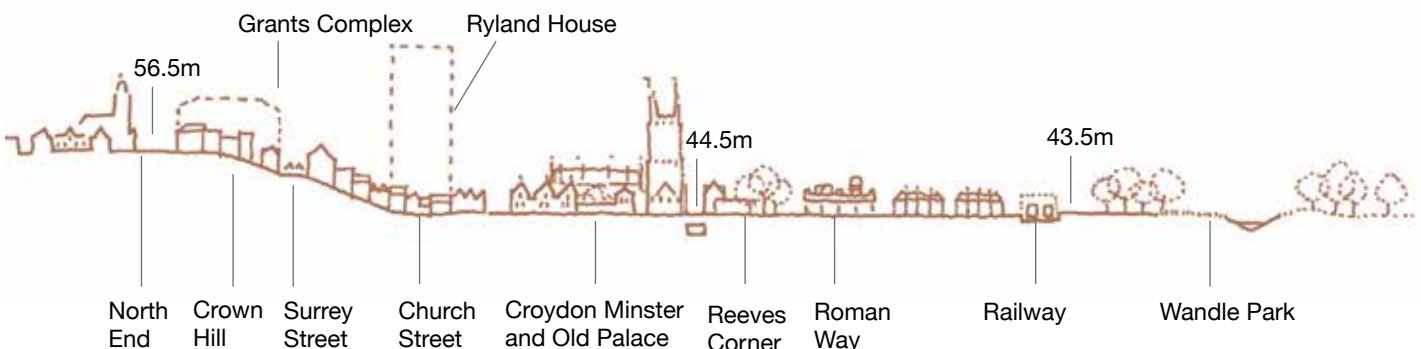 Grants Complex
Ryland House
56.5m
44.5m
43.5m
North
End
Crown
Hill
Surrey
Street
Church
Street
Croydon Minster
and Old Palace
Reeves
Corner
Roman
Way
Railway
Wandle Park